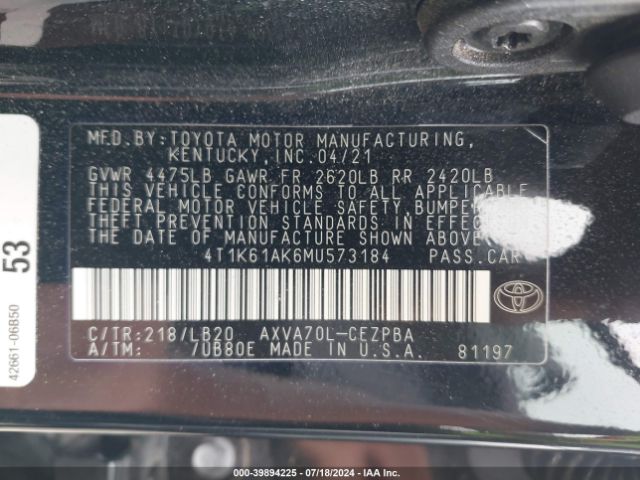 MFD.BY:TOYOTA MOTOR MANUFACTURING,
KENTUCKY,INC.04/21
GVWR 4475LB GAWR FR 2620LB RR 2420LB
THIS VEHICLE CONFORMS TO ALL APPLICABLE
FEDERAL MOTOR VEHICLE SAFETY,BUMPER
THEFT PREVENTION STANDARDS IN EFFECT
THE DATE OF MANUFACTURE SHOWN ABOVE.
4T1K61AK6MU573184 PASS.CAR
C/TR:218/LB20 AXVA70L-CEZPBA
A/TM: /UB80E MADE IN U.S.A. 81197
TOYOTA
53
42661-06B50
000-39894225 - 07/18/2024 - IAA Inc.